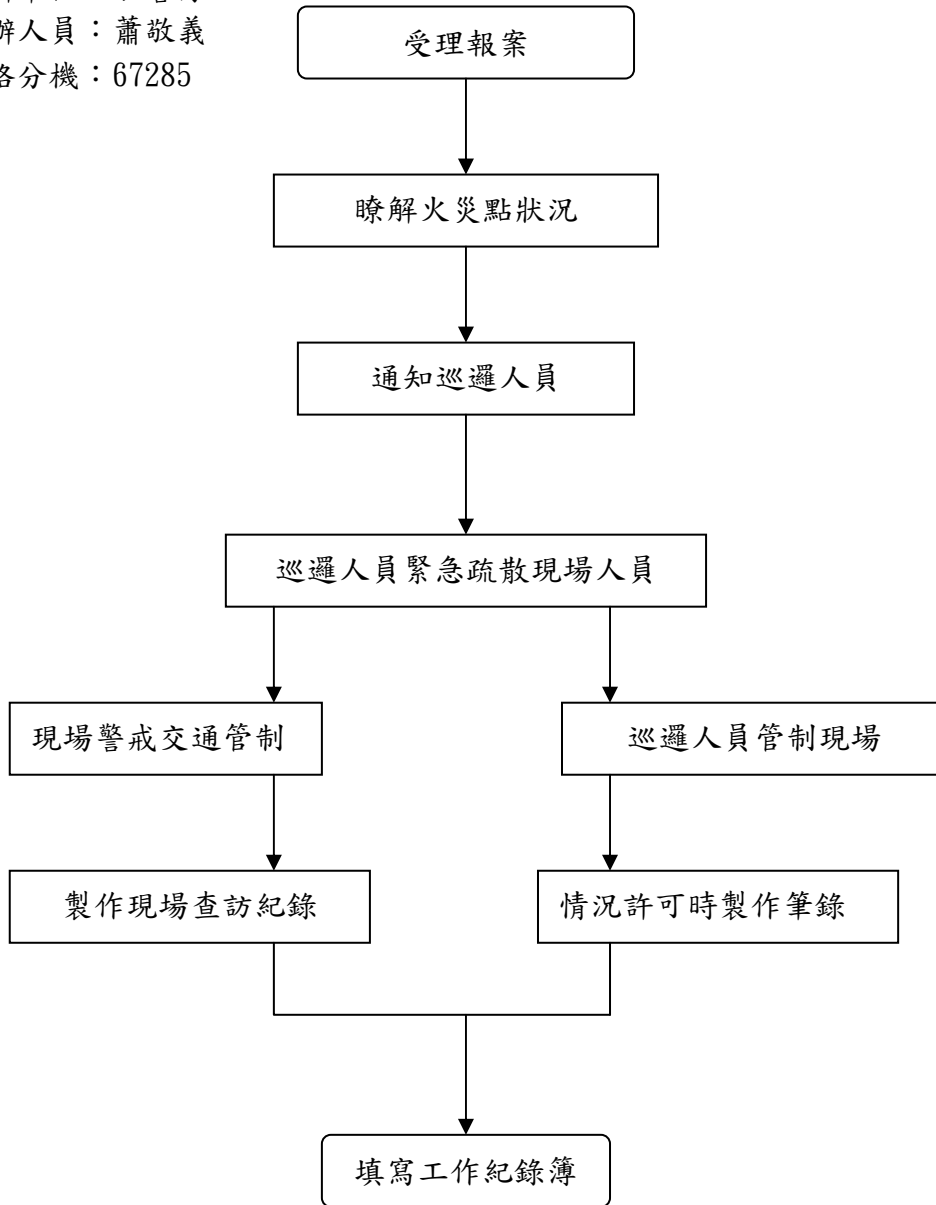 辦人員：蕭敬義
絡分機：67285
受理報案
瞭解火災點狀況
通知巡邏人員
巡邏人員緊急疏散現場人員
現場警戒交通管制
巡邏人員管制現場
製作現場查訪紀錄
情況許可時製作筆錄
填寫工作紀錄簿